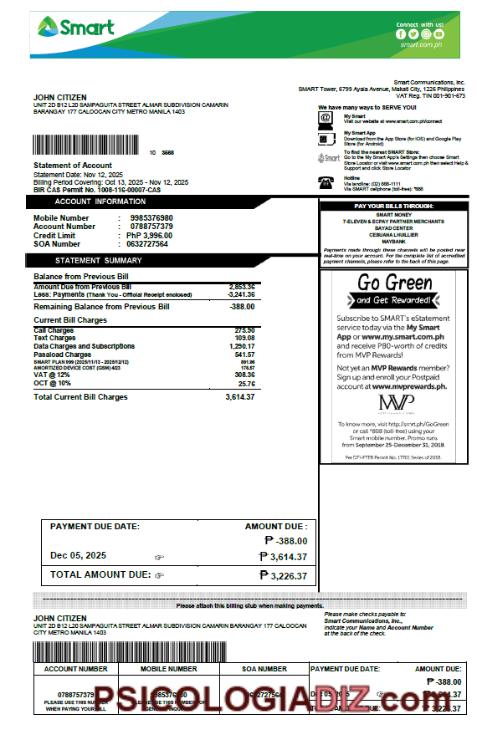 Smart
Connect with us!
smart.com.ph
Smart Communications, Inc.
SMART Tower, 6799 Ayala Avenue, Makati City, 1226 Philippines
VAT Reg. TIN 001-901-673
JOHN CITIZEN
UNIT 2D B12 L20 SAMPAGUITA STREET ALMAR SUBDIVISION CAMARIN
BARANGAY 177 CALOOCAN CITY METRO MANILA 1403
10 3668
Statement of Account
Statement Date: Nov 12, 2025
Billing Period Covering: Oct 13, 2025 - Nov 12, 2025
BIR CAS Permit No. 1008-116-00007-CAS
We have many ways to SERVE YOU!
My Smart
Visit our website at www.smart.com.ph/connect
My Smart App
Download from the App Store (for iOS) and Google Play
Store (for Android)
Smart
To find the nearest SMART Store:
Go to the My Smart App's Settings then choose Smart
Store Locator or visit www.smart.com.ph then select Help &
Support and click Store Locator
Hotline
Via landline: (02) 888-1111
Via SMART cellphone (toll-free): *888
ACCOUNT INFORMATION
Mobile Number : 9985376980
Account Number : 0788757379
Credit Limit : PhP 3,996.00
SOA Number : 0632727564
PAY YOUR BILLS THROUGH:
SMART MONEY
7-ELEVEN & ECPAY PARTNER MERCHANTS
BAYAD CENTER
CEBUANA LHUILLIER
MAYBANK
Payments made through these channels will be posted near
real-time on your account. For the complete list of accredited
payment channels, please refer to the back of this page.
STATEMENT SUMMARY
Balance from Previous Bill
Amount Due from Previous Bill 2,853.36
Less: Payments (Thank You - Official Receipt enclosed) -3,241.36
Remaining Balance from Previous Bill -388.00
Current Bill Charges
Call Charges 273.90
Text Charges 109.08
Data Charges and Subscriptions 1,290.17
Pasaload Charges 541.57
SMART PLAN 999 (2025/11/13 - 2025/12/12) 891.96
AMORTIZED DEVICE COST (GSM) 4/23
VAT @ 12% 308.36
OCT @ 10% 25.76
Total Current Bill Charges 3,614.37
Go Green
and Get Rewarded!
Subscribe to SMART's eStatement
service today via the My Smart
App or www.my.smart.com.ph
and receive P80-worth of credits
from MVP Rewards!
Not yet an MVP Rewards member?
Sign up and enroll your Postpaid
account at www.mvprewards.ph.
MVP
To know more, visit http://smrt.ph/GoGreen
or call *888 (toll-free) using your
Smart mobile number. Promo runs
from September 25-December 31, 2018.
Series of 2018.
PAYMENT DUE DATE: AMOUNT DUE :
₱ -388.00
Dec 05, 2025 ☞ ₱ 3,614.37
TOTAL AMOUNT DUE: ☞ ₱ 3,226.37
Please attach this billing stub when making payments.
JOHN CITIZEN
UNIT 2D B12 L20 SAMPAGUITA STREET ALMAR SUBDIVISION CAMARIN BARANGAY 177 CALOOCAN
CITY METRO MANILA 1403
Please make checks payable to:
Smart Communications, Inc.,
indicate your Name and Account Number
at the back of the check.
ACCOUNT NUMBER MOBILE NUMBER SOA NUMBER PAYMENT DUE DATE: AMOUNT DUE:
₱ -388.00
0788757379
PLEASE USE THIS NUMBER
WHEN PAYING YOUR BILL
PSICOLOGIADIZ.com